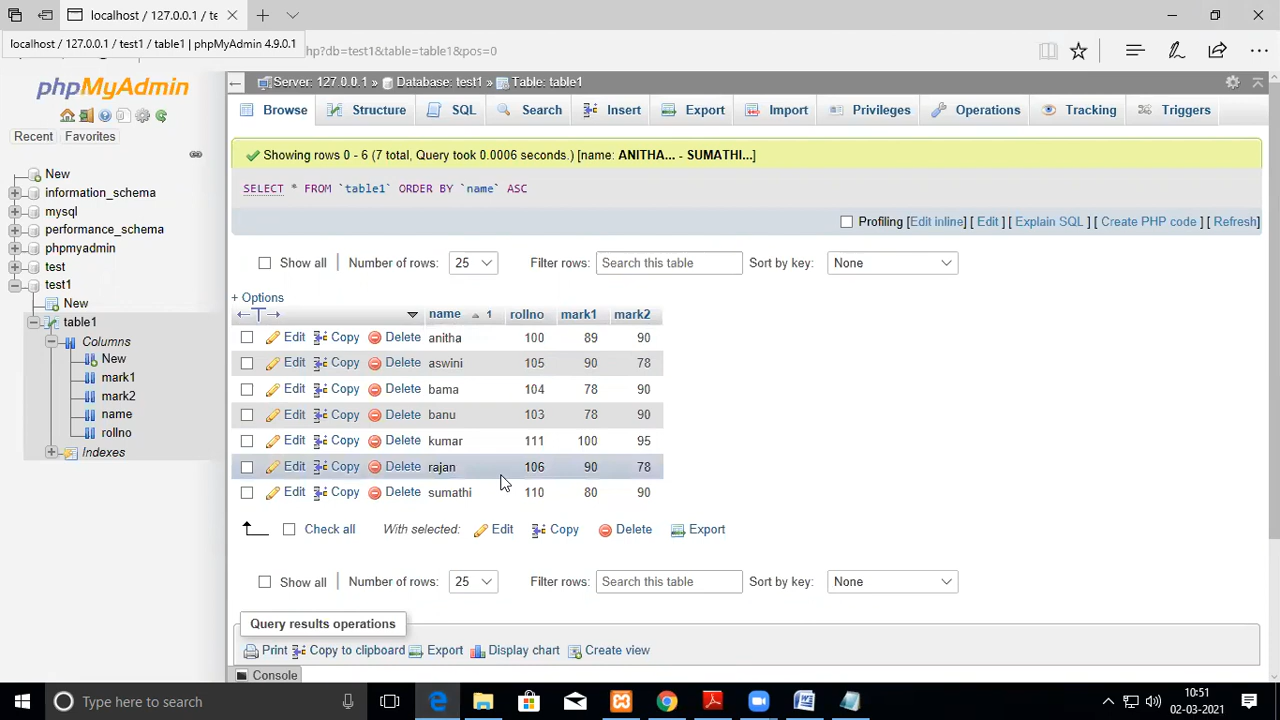 localhost / 127.0.0.1 / te
localhost / 127.0.0.1 / test1 / table1 | phpMyAdmin 4.9.0.1
hp?db=test1&table=table1&pos=0
phpMyAdmin
Recent Favorites
New
information_schema
mysql
performance_schema
phpmyadmin
test
test1
New
table1
Columns
New
mark1
mark2
name
rollno
Indexes
Server: 127.0.0.1 » Database: test1 » Table: table1
Browse Structure SQL Search Insert Export Import Privileges Operations Tracking Triggers
Showing rows 0 - 6 (7 total, Query took 0.0006 seconds.) [name: ANITHA... - SUMATHI...]
SELECT * FROM `table1` ORDER BY `name` ASC
Profiling [Edit inline] [ Edit ] [ Explain SQL ] [ Create PHP code ] [ Refresh]
Show all Number of rows: 25 Filter rows: Search this table Sort by key: None
+ Options
name 1 rollno mark1 mark2
Edit Copy Delete anitha 100 89 90
Edit Copy Delete aswini 105 90 78
Edit Copy Delete bama 104 78 90
Edit Copy Delete banu 103 78 90
Edit Copy Delete kumar 111 100 95
Edit Copy Delete rajan 106 90 78
Edit Copy Delete sumathi 110 80 90
Check all With selected: Edit Copy Delete Export
Show all Number of rows: 25 Filter rows: Search this table Sort by key: None
Query results operations
Print Copy to clipboard Export Display chart Create view
Console
Type here to search
10:51
02-03-2021